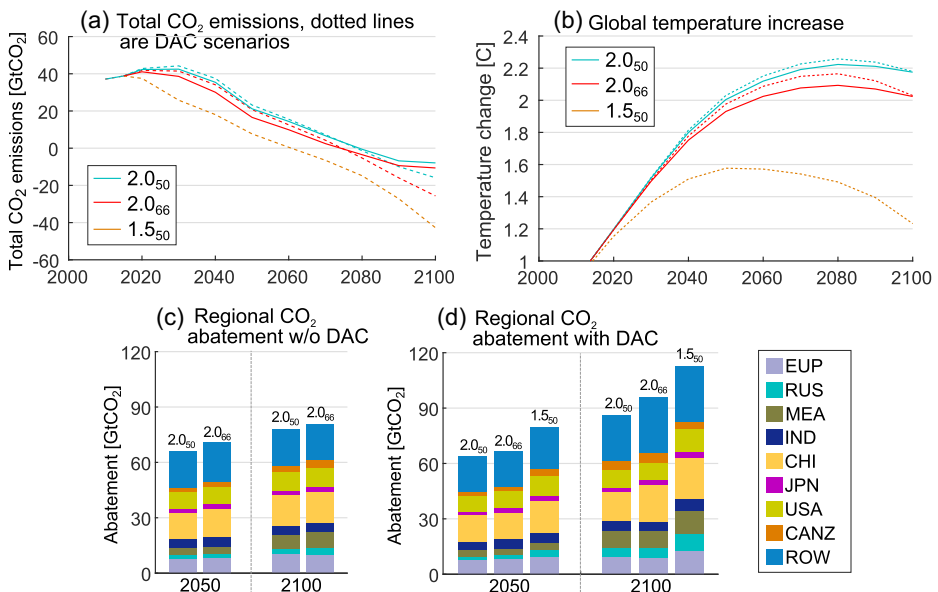 (a) Total CO₂ emissions, dotted lines
are DAC scenarios
Total CO₂ emissions [GtCO₂]
60
40
20
0
-20
-40
-60
2.0₅₀
2.0₆₆
1.5₅₀
2000
2020
2040
2060
2080
2100
(b) Global temperature increase
Temperature change [C]
2.4
2.2
2
1.8
1.6
1.4
1.2
1
2.0₅₀
2.0₆₆
1.5₅₀
2000
2020
2040
2060
2080
2100
(c) Regional CO₂
abatement w/o DAC
Abatement [GtCO₂]
120
90
60
30
0
2.0₅₀
2.0₆₆
2.0₅₀
2.0₆₆
2050
2100
(d) Regional CO₂
abatement with DAC
Abatement [GtCO₂]
120
90
60
30
0
2.0₅₀
2.0₆₆
1.5₅₀
2.0₅₀
2.0₆₆
1.5₅₀
2050
2100
EUP
RUS
MEA
IND
CHI
JPN
USA
CANZ
ROW